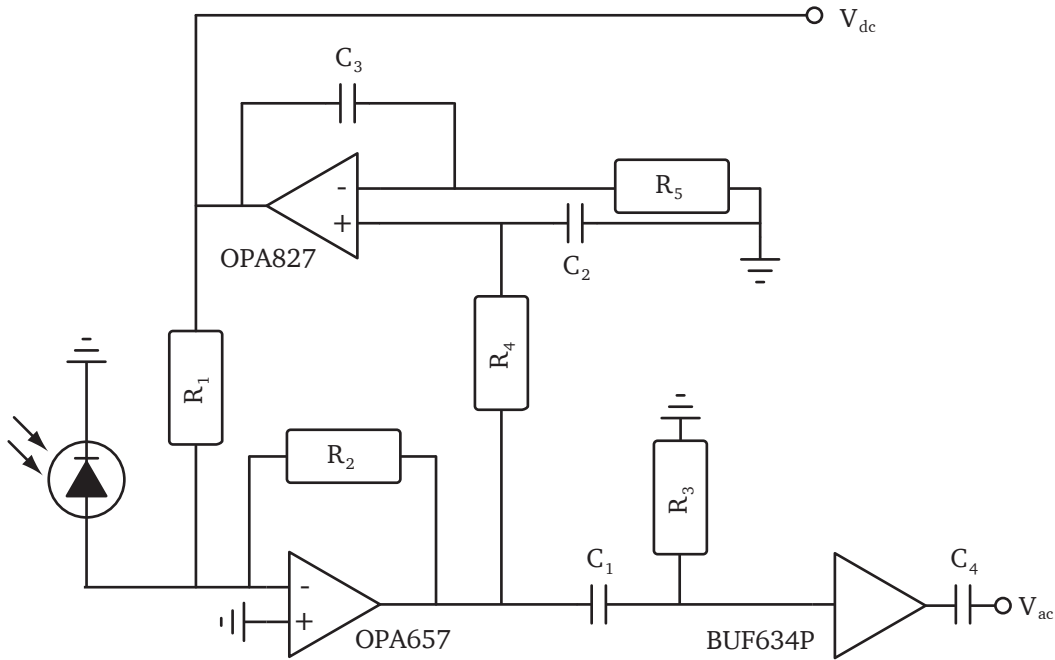 V_dc
C_3
-
R_5
+
OPA827
C_2
R_1
R_4
R_2
R_3
C_1
C_4
-
+
OPA657
BUF634P
V_ac